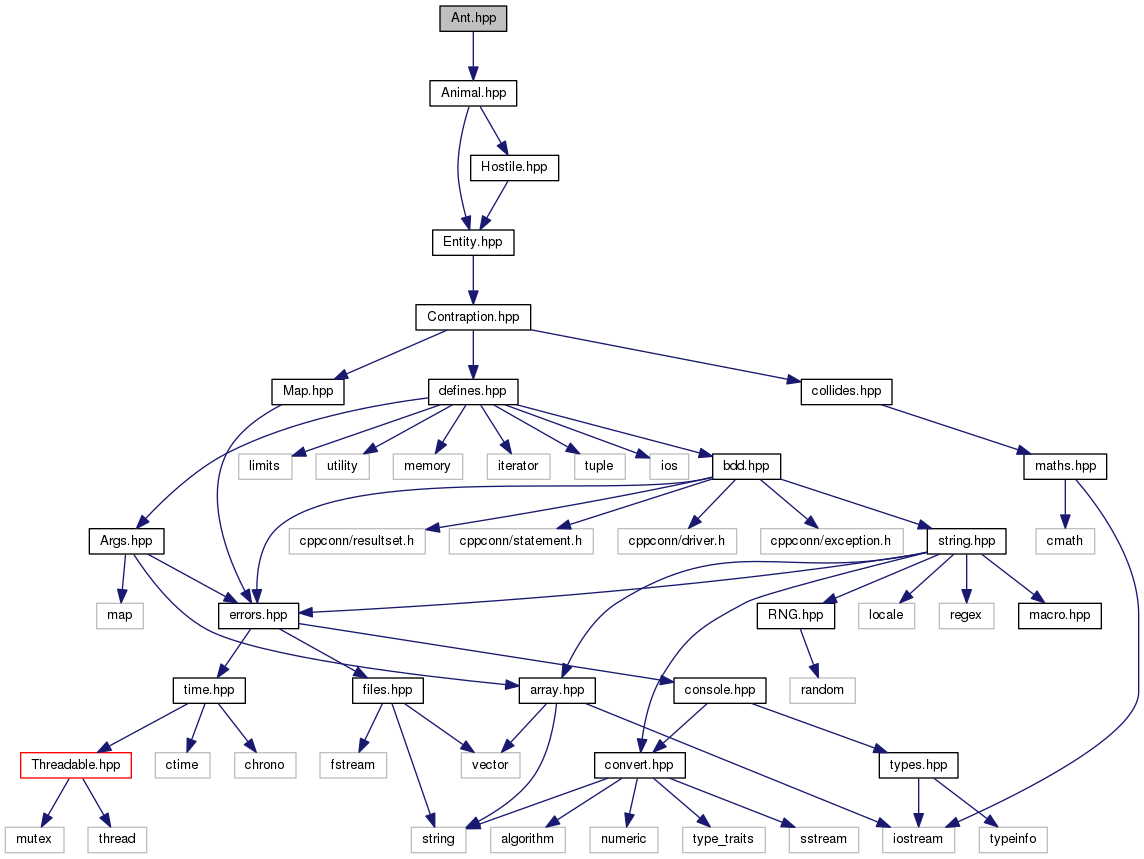 Ant.hpp
Animal.hpp
Hostile.hpp
Entity.hpp
Contraption.hpp
Map.hpp
defines.hpp
collides.hpp
limits
utility
memory
iterator
tuple
ios
bdd.hpp
maths.hpp
Args.hpp
cppconn/resultset.h
cppconn/statement.h
cppconn/driver.h
cppconn/exception.h
string.hpp
cmath
map
errors.hpp
RNG.hpp
locale
regex
macro.hpp
time.hpp
files.hpp
array.hpp
console.hpp
random
Threadable.hpp
ctime
chrono
fstream
vector
convert.hpp
types.hpp
mutex
thread
string
algorithm
numeric
type_traits
sstream
iostream
typeinfo